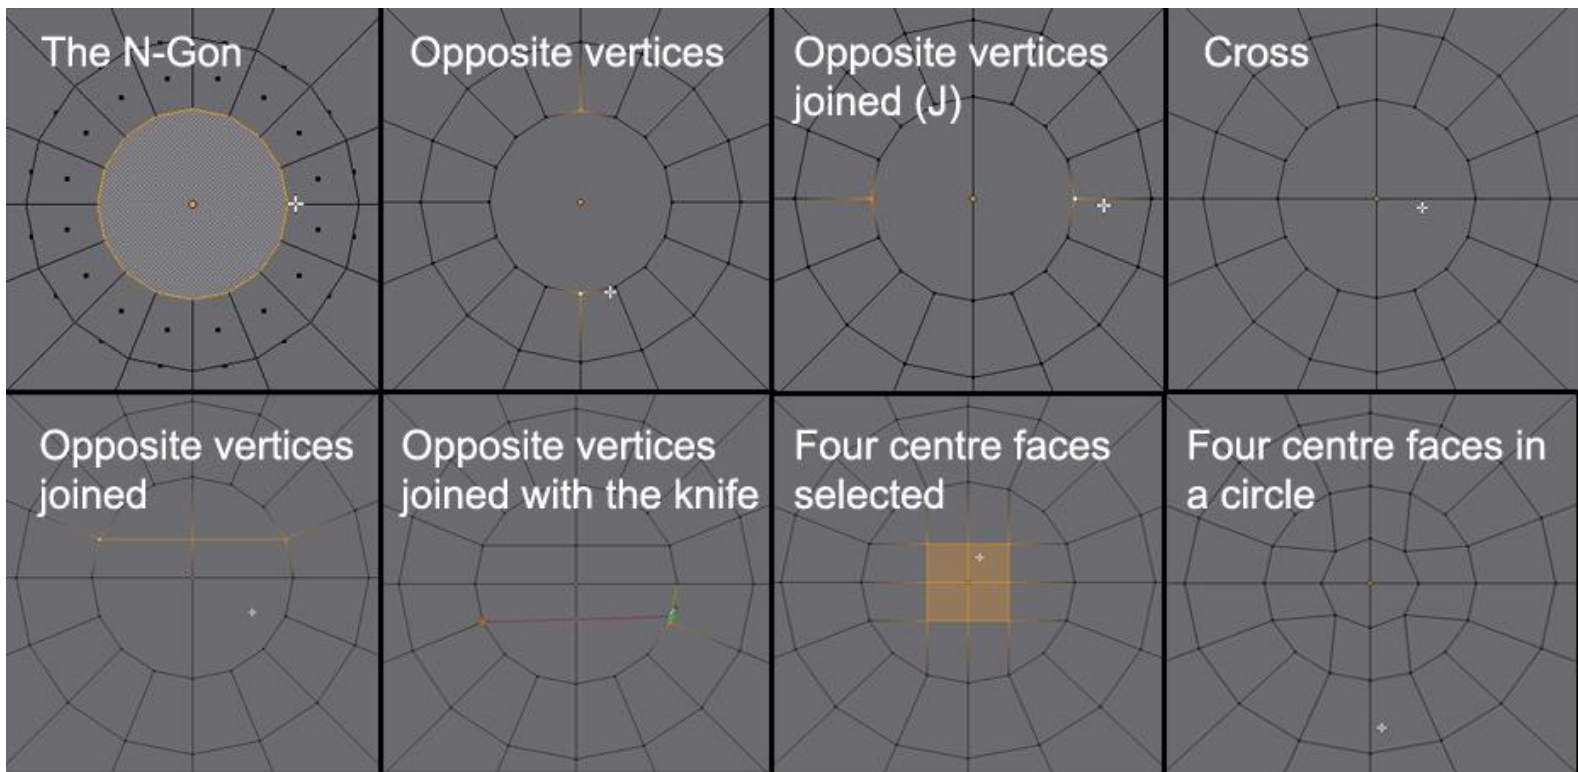 The N-Gon
Opposite vertices
Opposite vertices
joined (J)
Cross
Opposite vertices
joined
Opposite vertices
joined with the knife
Four centre faces
selected
Four centre faces in
a circle